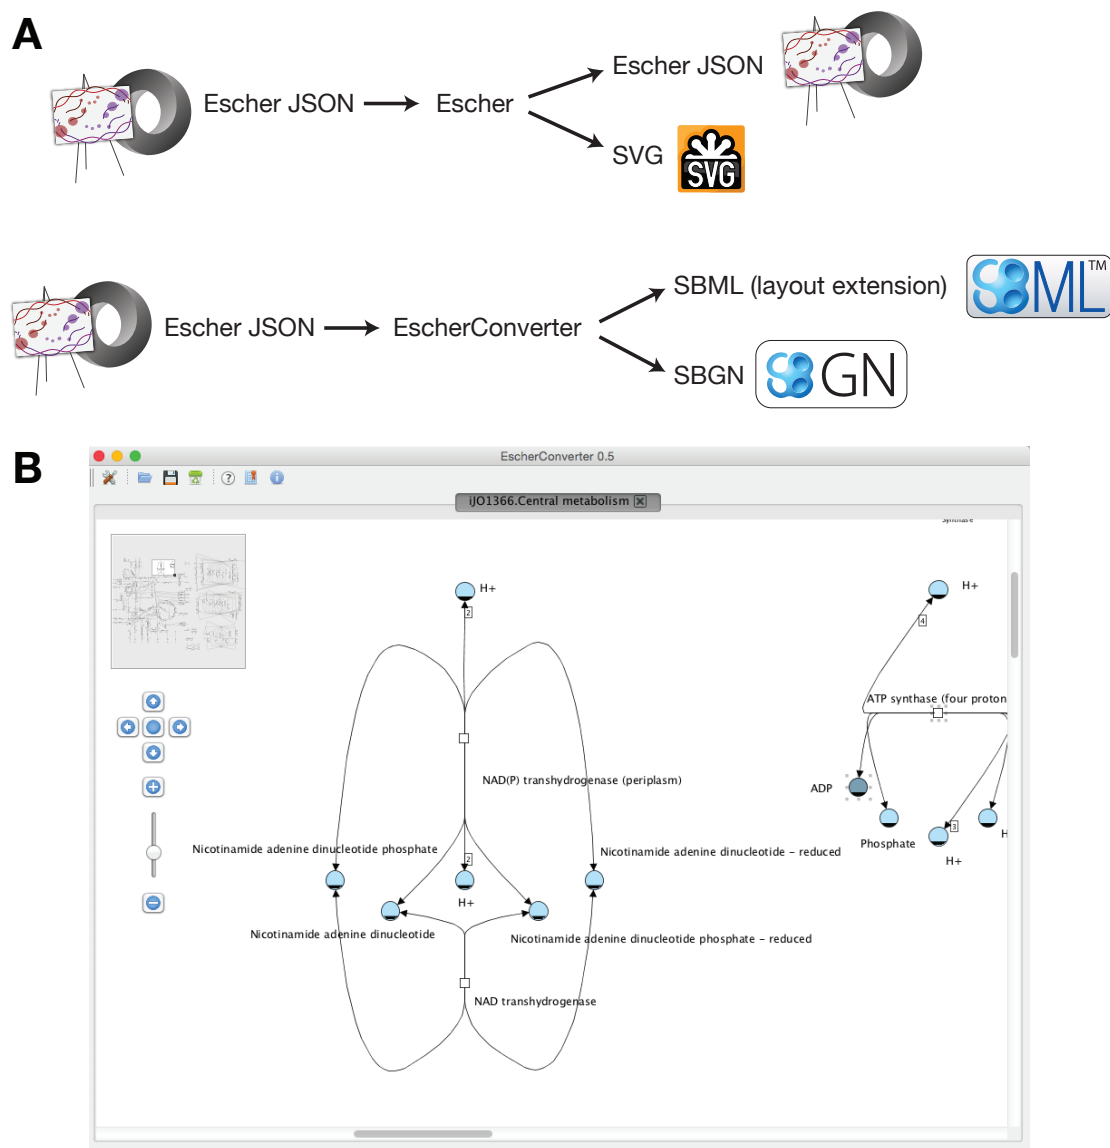 A
Escher JSON
Escher
Escher JSON
SVG
SVG
Escher JSON
EscherConverter
SBML (layout extension)
SBML™
SBGN
SBGN
B
EscherConverter 0.5
iJO1366.Central metabolism
Synthase
H+
2
H+
4
ATP synthase (four proton
NAD(P) transhydrogenase (periplasm)
ADP
Phosphate
3
H+
H
Nicotinamide adenine dinucleotide phosphate
2
Nicotinamide adenine dinucleotide – reduced
H+
Nicotinamide adenine dinucleotide
Nicotinamide adenine dinucleotide phosphate – reduced
NAD transhydrogenase